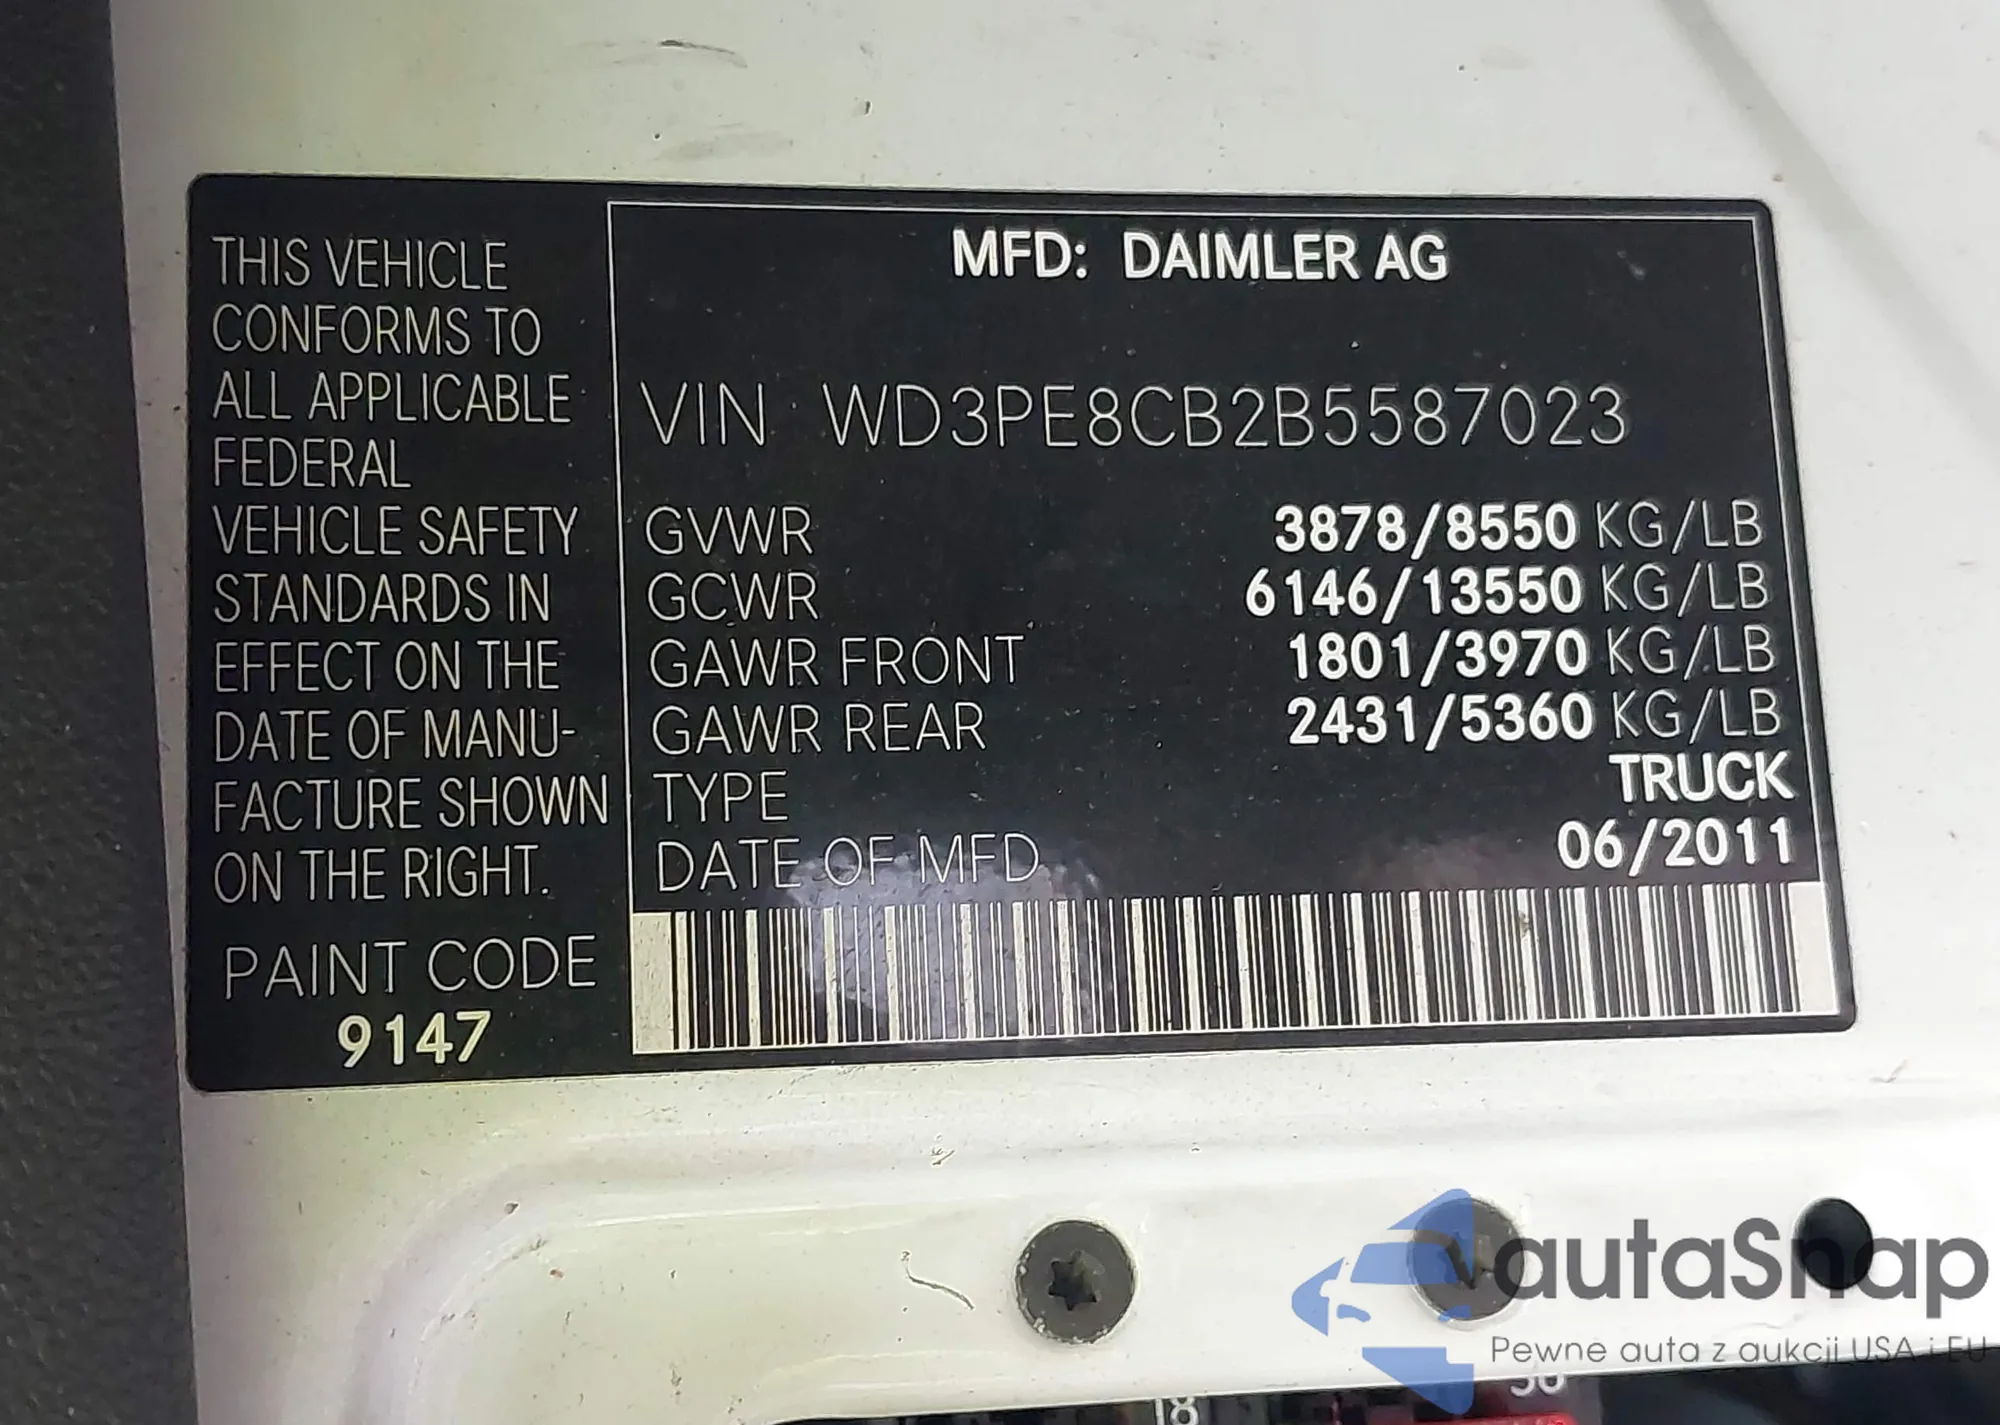 THIS VEHICLE
CONFORMS TO
ALL APPLICABLE
FEDERAL
VEHICLE SAFETY
STANDARDS IN
EFFECT ON THE
DATE OF MANU-
FACTURE SHOWN
ON THE RIGHT.
PAINT CODE
9147
MFD: DAIMLER AG
VIN WD3PE8CB2B5587023
GVWR 3878/8550 KG/LB
GCWR 6146/13550 KG/LB
GAWR FRONT 1801/3970 KG/LB
GAWR REAR 2431/5360 KG/LB
TYPE TRUCK
DATE OF MFD 06/2011
autaSnap
Pewne auta z aukcji USA i EU